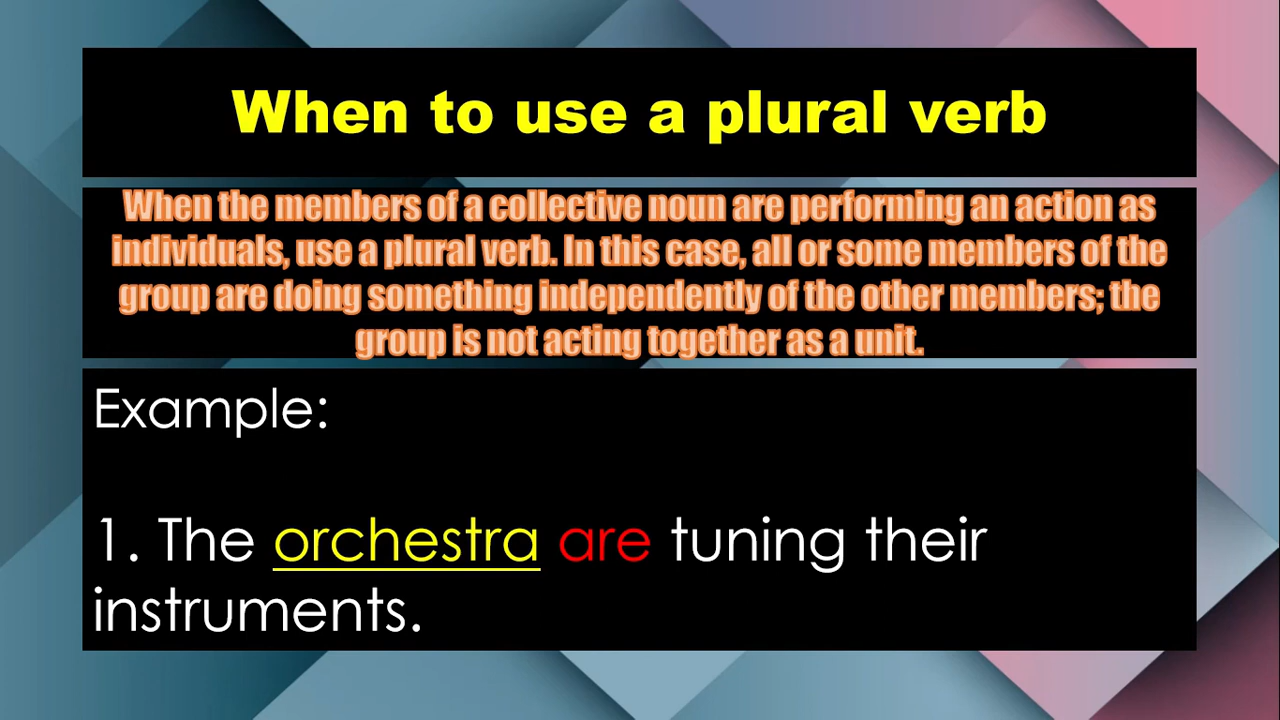 When to use a plural verb
When the members of a collective noun are performing an action as
individuals, use a plural verb. In this case, all or some members of the
group are doing something independently of the other members; the
group is not acting together as a unit.
Example:
1. The orchestra are tuning their
instruments.